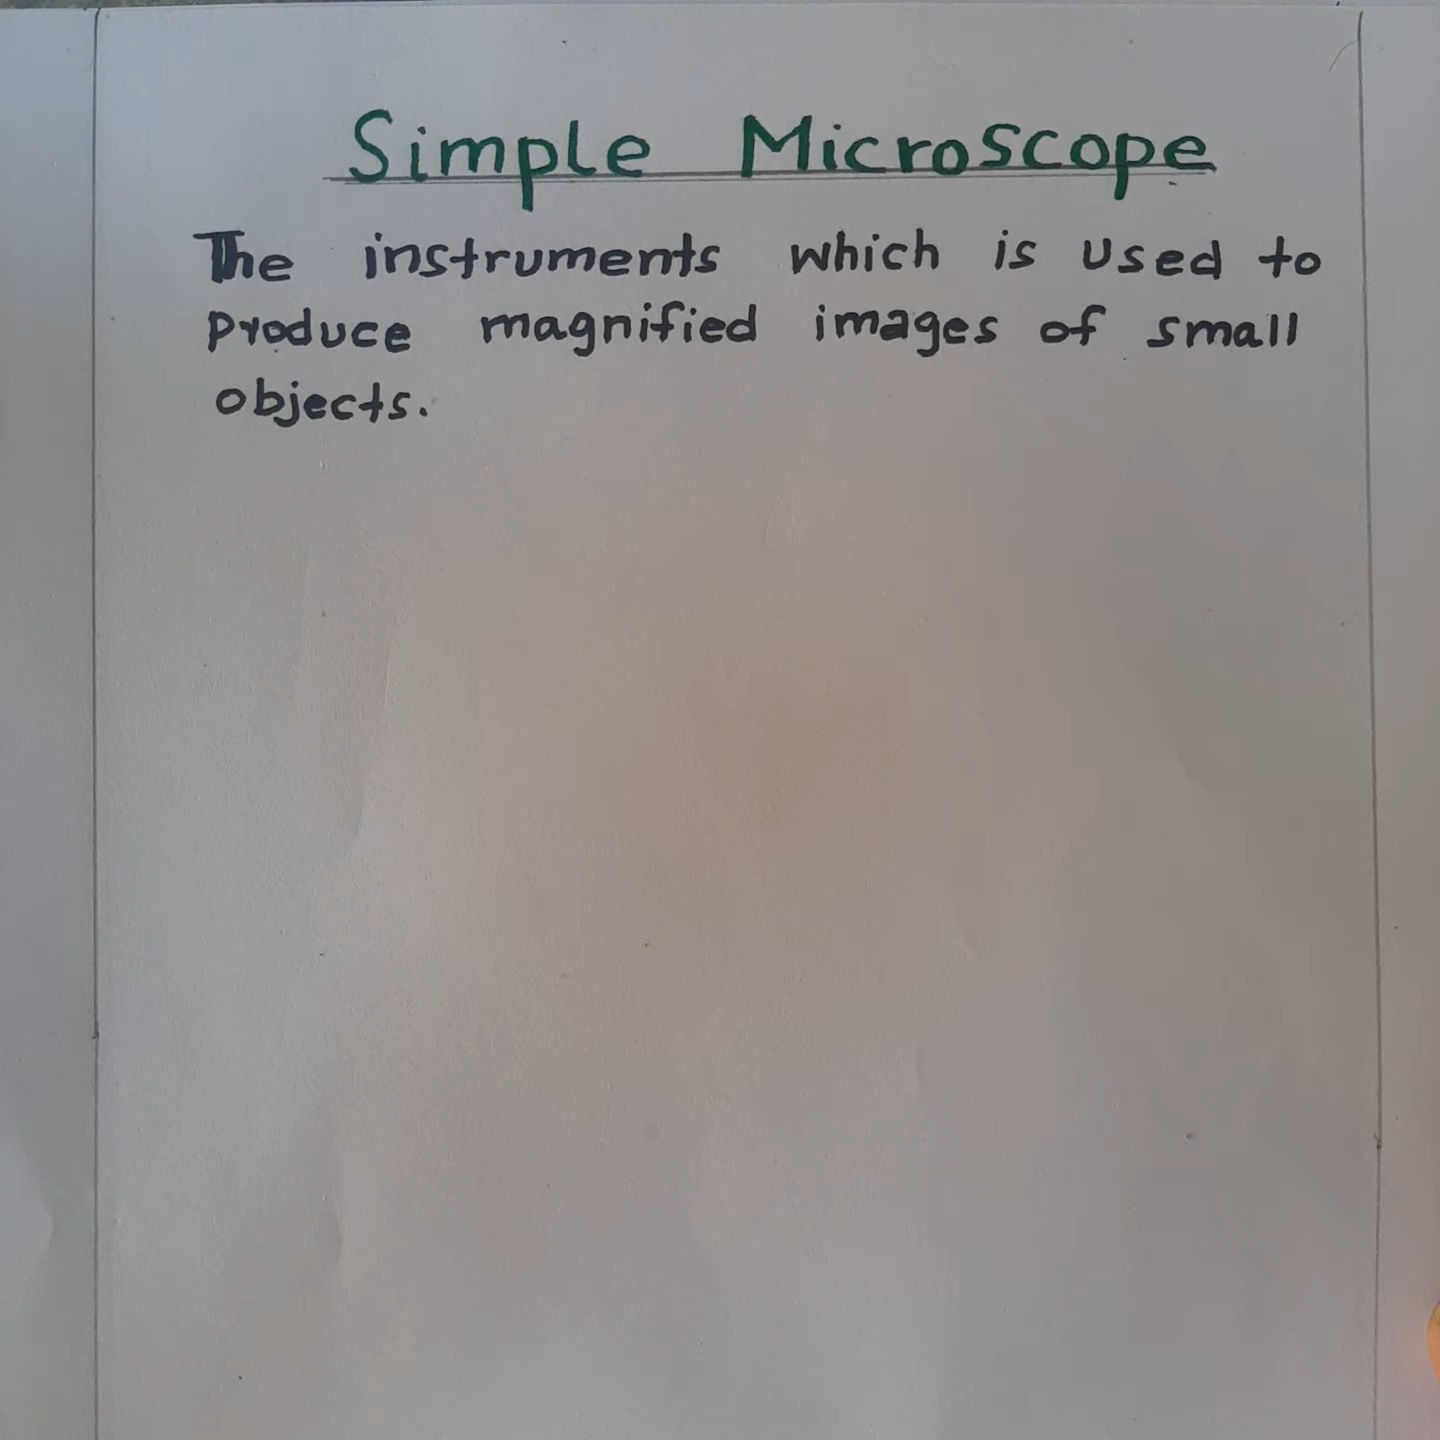 Simple Microscope
The instruments which is used to
produce magnified images of small
objects.